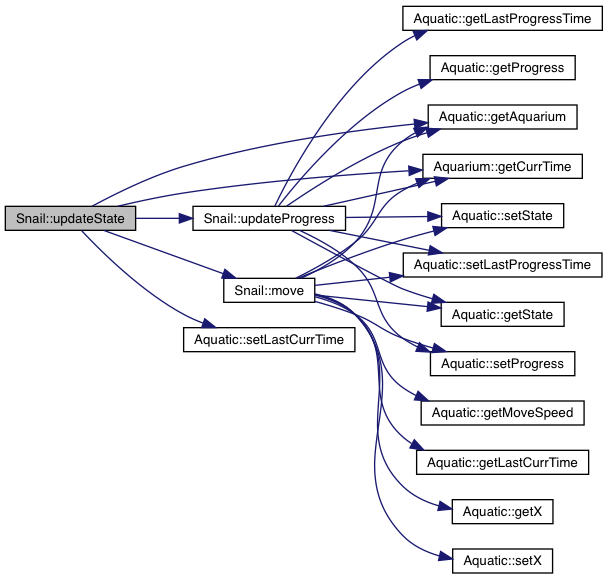 Aquatic::getLastProgressTime
Aquatic::getProgress
Aquatic::getAquarium
Aquarium::getCurrTime
Snail::updateState
Snail::updateProgress
Aquatic::setState
Aquatic::setLastProgressTime
Snail::move
Aquatic::getState
Aquatic::setLastCurrTime
Aquatic::setProgress
Aquatic::getMoveSpeed
Aquatic::getLastCurrTime
Aquatic::getX
Aquatic::setX